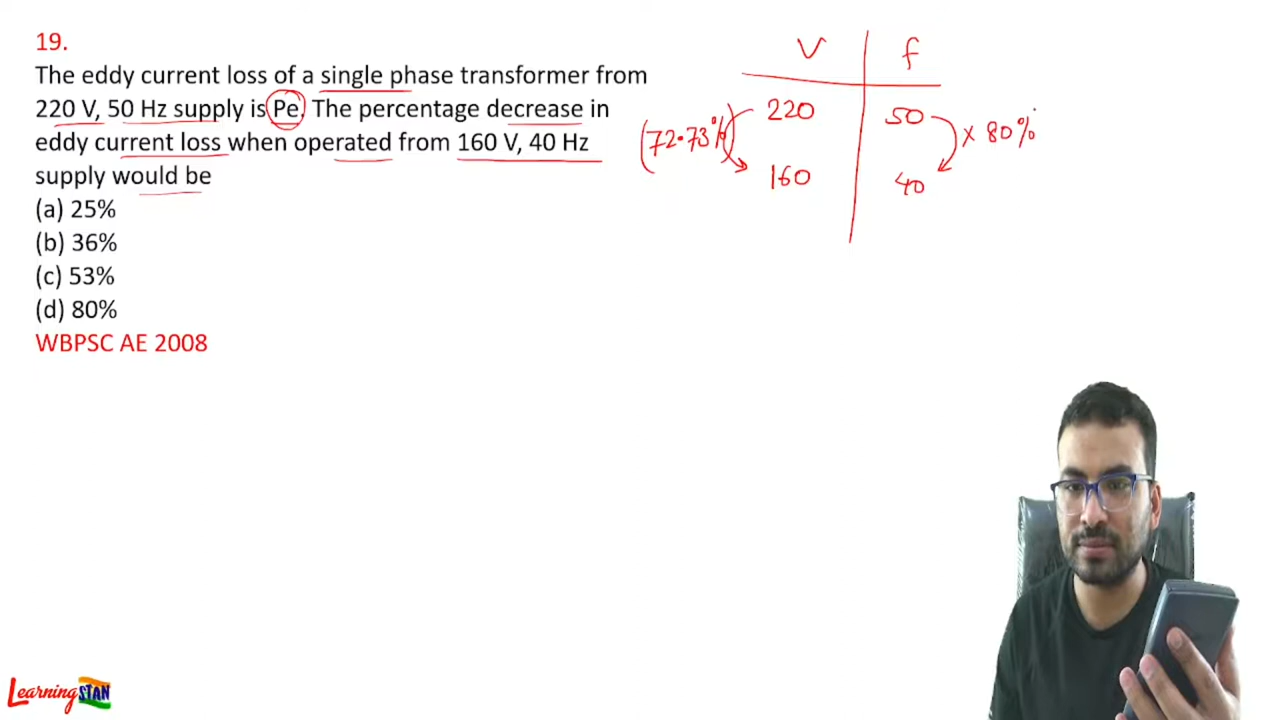 19.
The eddy current loss of a single phase transformer from
220 V, 50 Hz supply is Pe. The percentage decrease in
eddy current loss when operated from 160 V, 40 Hz
supply would be
(a) 25%
(b) 36%
(c) 53%
(d) 80%
WBPSC AE 2008
V f
220 50
(72.73% × 80%
160 40
Learning STAN